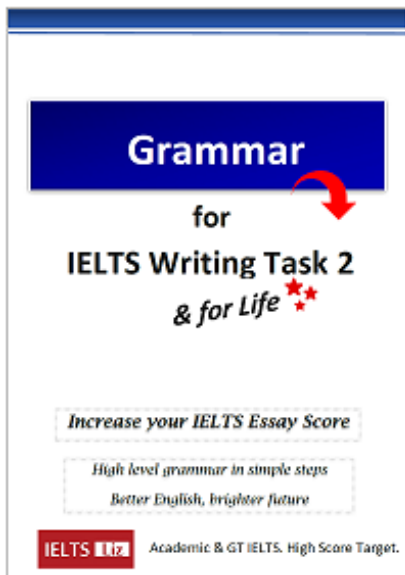 Grammar
for
IELTS Writing Task 2
& for Life
Increase your IELTS Essay Score
High level grammar in simple steps
Better English, brighter future
IELTS Liz Academic & GT IELTS. High Score Target.